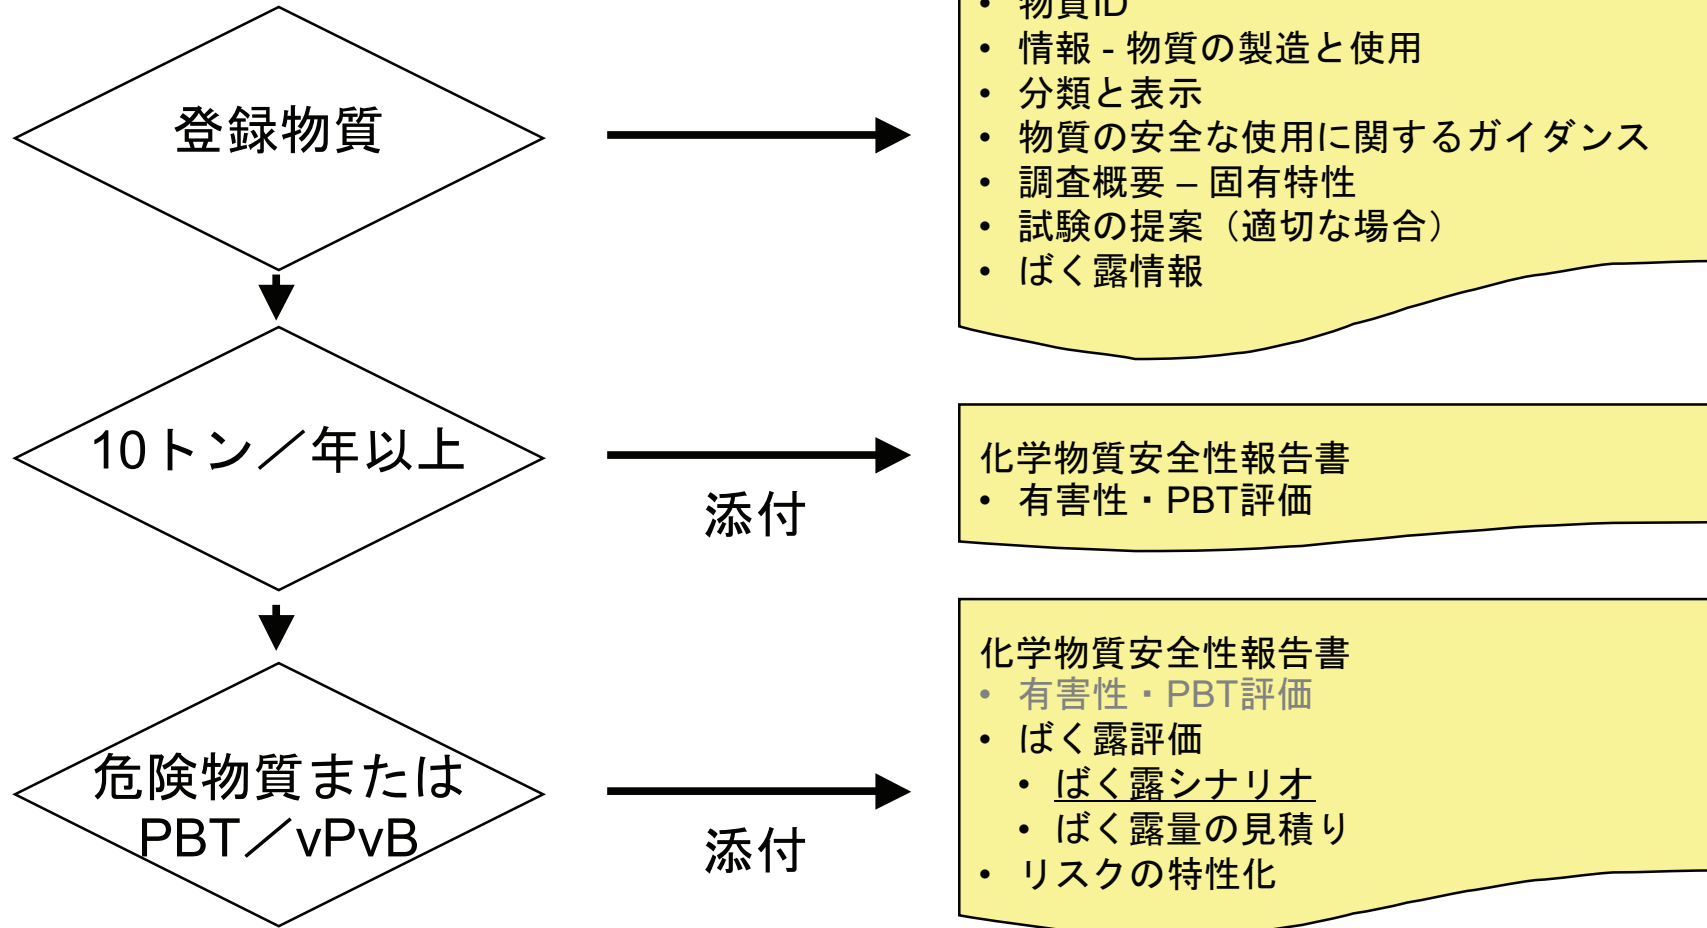 登録物質
• 物質ID
• 情報 - 物質の製造と使用
• 分類と表示
• 物質の安全な使用に関するガイダンス
• 調査概要 – 固有特性
• 試験の提案（適切な場合）
• ばく露情報
10トン／年以上
添付
化学物質安全性報告書
• 有害性・PBT評価
危険物質または
PBT／vPvB
添付
化学物質安全性報告書
• 有害性・PBT評価
• ばく露評価
• ばく露シナリオ
• ばく露量の見積り
• リスクの特性化